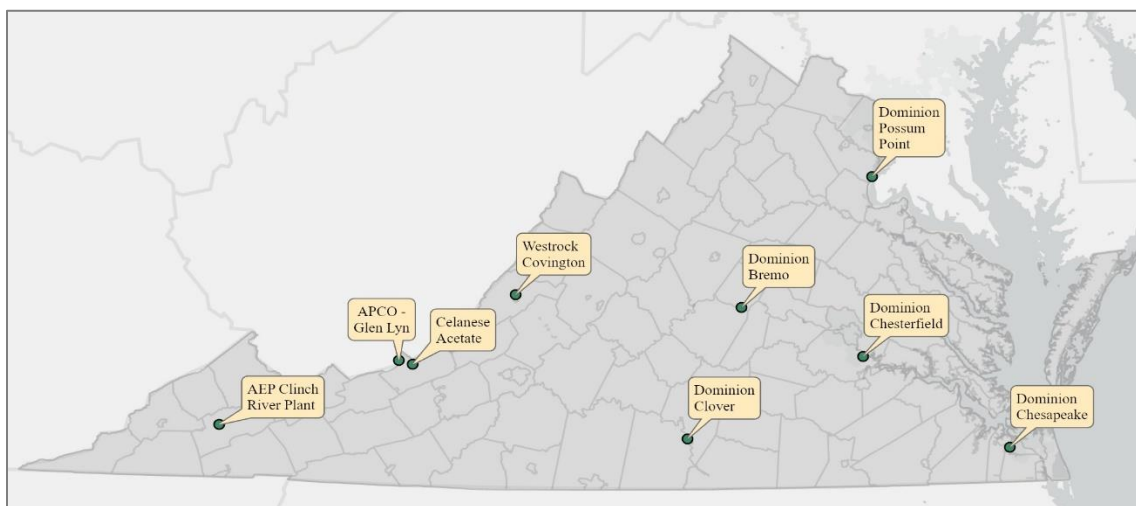 Dominion
Possum
Point
Westrock
Covington
Dominion
Bremo
APCO -
Glen Lyn
Celanese
Acetate
Dominion
Chesterfield
AEP Clinch
River Plant
Dominion
Clover
Dominion
Chesapeake